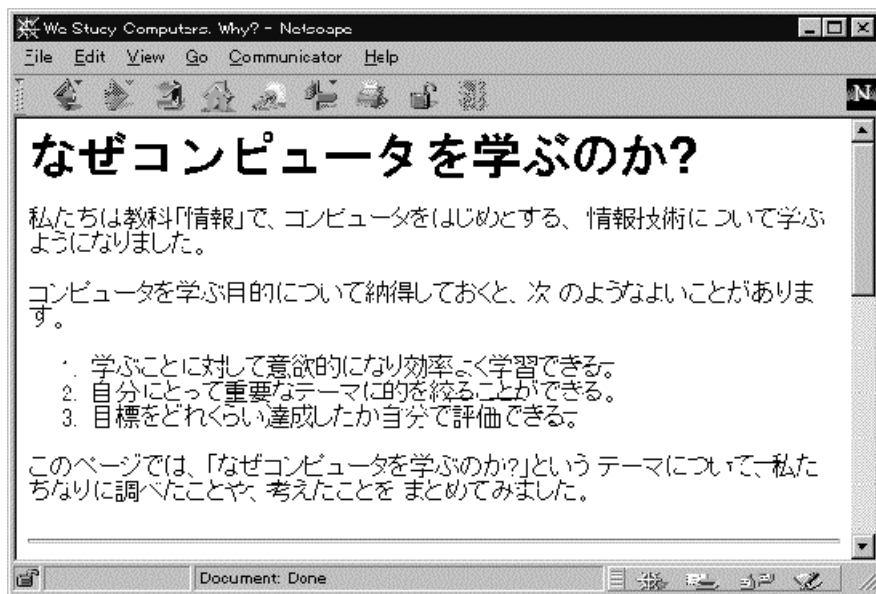 We Study Computers. Why? - Netscape
File Edit View Go Communicator Help
N
なぜコンピュータを学ぶのか?
私たちは教科「情報」で、コンピュータをはじめとする、 情報技術について学ぶ
ようになりました。
コンピュータを学ぶ目的について納得しておくと、次 のようなよいことがありま
す。
1. 学ぶことに対して意欲的になり効率よく学習できる。
2. 自分にとって重要なテーマに的を絞ることができる。
3. 目標をどれくらい達成したか自分で評価できる。
このページでは、「なぜコンピュータを学ぶのか?」という テーマについて、私た
ちなりに調べたことや、考えたことを まとめてみました。
Document: Done